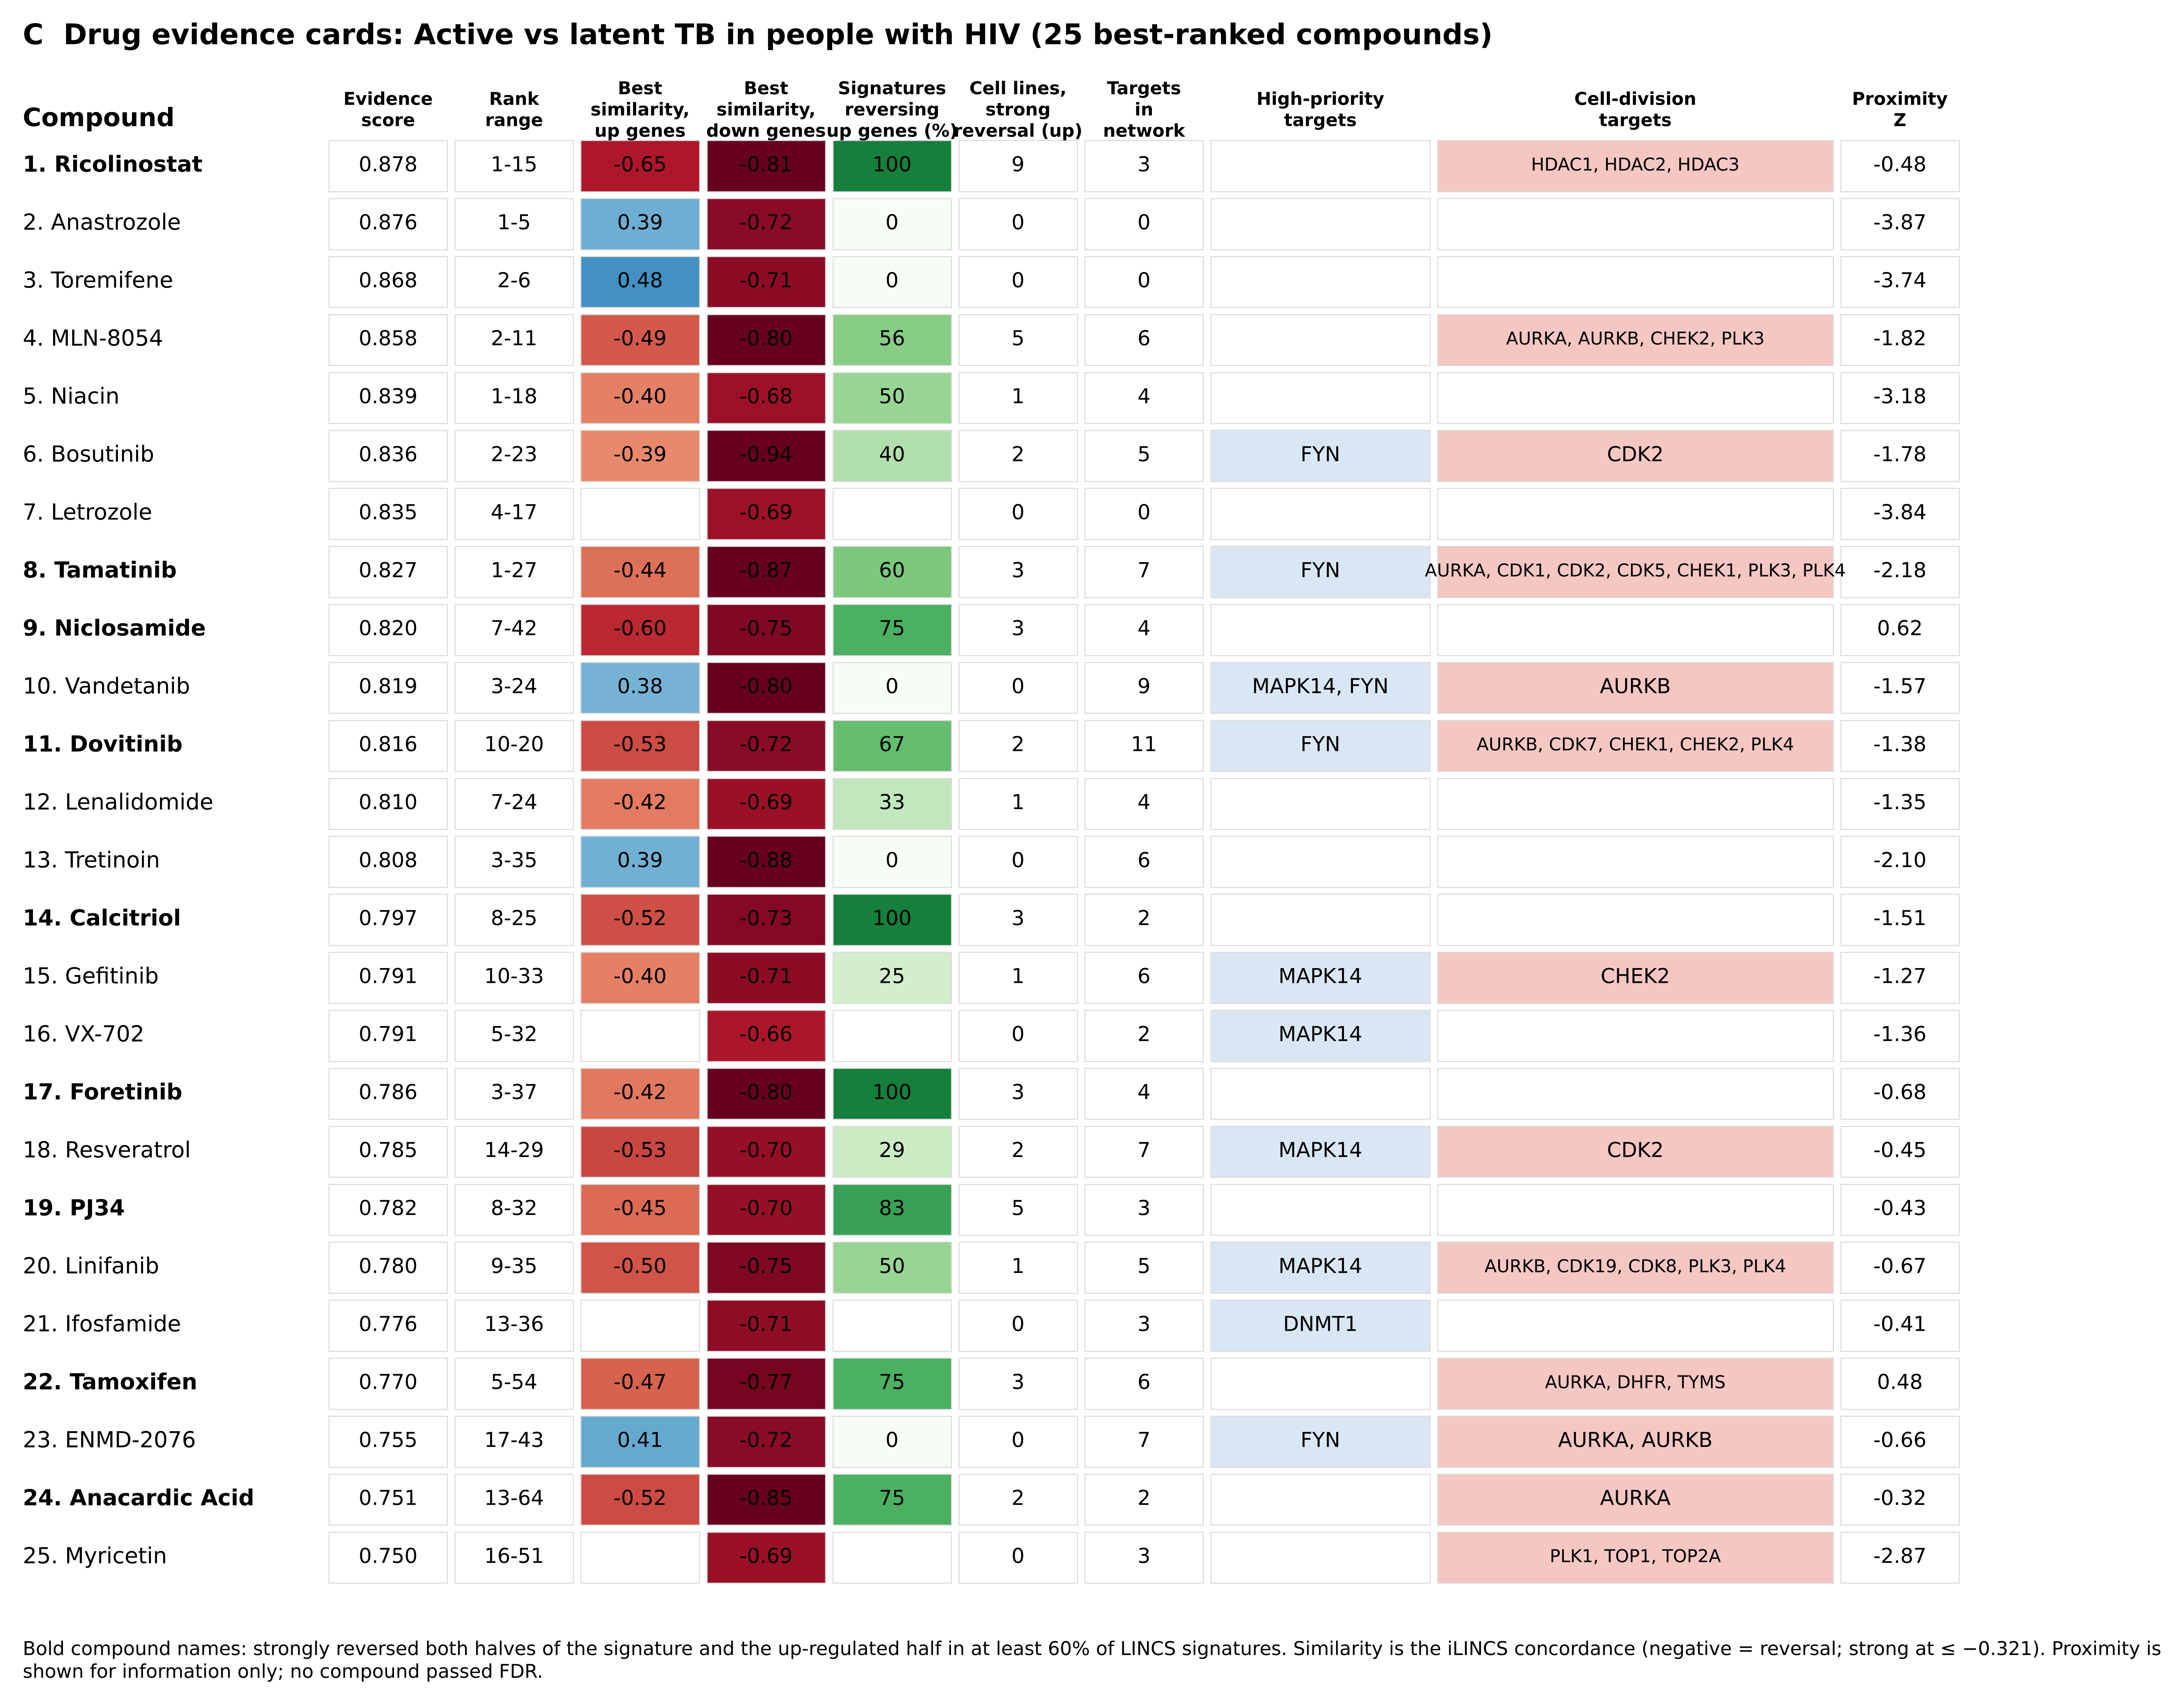 C Drug evidence cards: Active vs latent TB in people with HIV (25 best-ranked compounds)
Compound | Evidence score | Rank range | Best similarity, up genes | Best similarity, down genes | Signatures reversing up genes (%) | Cell lines, strong reversal (up) | Targets in network | High-priority targets | Cell-division targets | Proximity Z
1. Ricolinostat 0.878 1-15 -0.65 -0.81 100 9 3 HDAC1, HDAC2, HDAC3 -0.48
2. Anastrozole 0.876 1-5 0.39 -0.72 0 0 0 -3.87
3. Toremifene 0.868 2-6 0.48 -0.71 0 0 0 -3.74
4. MLN-8054 0.858 2-11 -0.49 -0.80 56 5 6 AURKA, AURKB, CHEK2, PLK3 -1.82
5. Niacin 0.839 1-18 -0.40 -0.68 50 1 4 -3.18
6. Bosutinib 0.836 2-23 -0.39 -0.94 40 2 5 FYN CDK2 -1.78
7. Letrozole 0.835 4-17 -0.69 0 0 -3.84
8. Tamatinib 0.827 1-27 -0.44 -0.87 60 3 7 FYN AURKA, CDK1, CDK2, CDK5, CHEK1, PLK3, PLK4 -2.18
9. Niclosamide 0.820 7-42 -0.60 -0.75 75 3 4 0.62
10. Vandetanib 0.819 3-24 0.38 -0.80 0 0 9 MAPK14, FYN AURKB -1.57
11. Dovitinib 0.816 10-20 -0.53 -0.72 67 2 11 FYN AURKB, CDK7, CHEK1, CHEK2, PLK4 -1.38
12. Lenalidomide 0.810 7-24 -0.42 -0.69 33 1 4 -1.35
13. Tretinoin 0.808 3-35 0.39 -0.88 0 0 6 -2.10
14. Calcitriol 0.797 8-25 -0.52 -0.73 100 3 2 -1.51
15. Gefitinib 0.791 10-33 -0.40 -0.71 25 1 6 MAPK14 CHEK2 -1.27
16. VX-702 0.791 5-32 -0.66 0 2 MAPK14 -1.36
17. Foretinib 0.786 3-37 -0.42 -0.80 100 3 4 -0.68
18. Resveratrol 0.785 14-29 -0.53 -0.70 29 2 7 MAPK14 CDK2 -0.45
19. PJ34 0.782 8-32 -0.45 -0.70 83 5 3 -0.43
20. Linifanib 0.780 9-35 -0.50 -0.75 50 1 5 MAPK14 AURKB, CDK19, CDK8, PLK3, PLK4 -0.67
21. Ifosfamide 0.776 13-36 -0.71 0 3 DNMT1 -0.41
22. Tamoxifen 0.770 5-54 -0.47 -0.77 75 3 6 AURKA, DHFR, TYMS 0.48
23. ENMD-2076 0.755 17-43 0.41 -0.72 0 0 7 FYN AURKA, AURKB -0.66
24. Anacardic Acid 0.751 13-64 -0.52 -0.85 75 2 2 AURKA -0.32
25. Myricetin 0.750 16-51 -0.69 0 3 PLK1, TOP1, TOP2A -2.87
Bold compound names: strongly reversed both halves of the signature and the up-regulated half in at least 60% of LINCS signatures. Similarity is the iLINCS concordance (negative = reversal; strong at ≤ −0.321). Proximity is
shown for information only; no compound passed FDR.